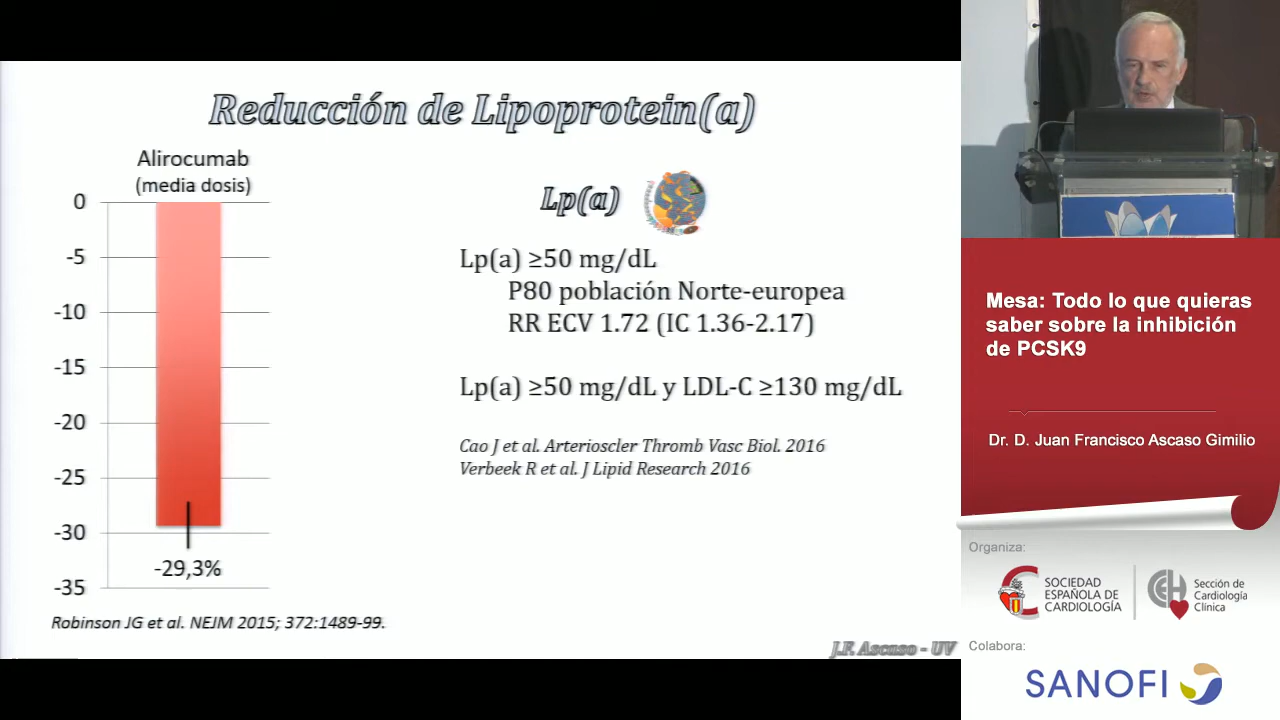 Reducción de Lipoprotein(a)
Alirocumab
(media dosis)
0
-5
-10
-15
-20
-25
-30
-35
-29,3%
Robinson JG et al. NEJM 2015; 372:1489-99.
Lp(a)
Lp(a) ≥50 mg/dL
P80 población Norte-europea
RR ECV 1.72 (IC 1.36-2.17)
Lp(a) ≥50 mg/dL y LDL-C ≥130 mg/dL
Cao J et al. Arterioscler Thromb Vasc Biol. 2016
Verbeek R et al. J Lipid Research 2016
J.F. Ascaso - UV
Mesa: Todo lo que quieras
saber sobre la inhibición
de PCSK9
Dr. D. Juan Francisco Ascaso Gimilio
Organiza:
SOCIEDAD
ESPAÑOLA DE
CARDIOLOGÍA
Sección de
Cardiología
Clínica
Colabora:
SANOFI